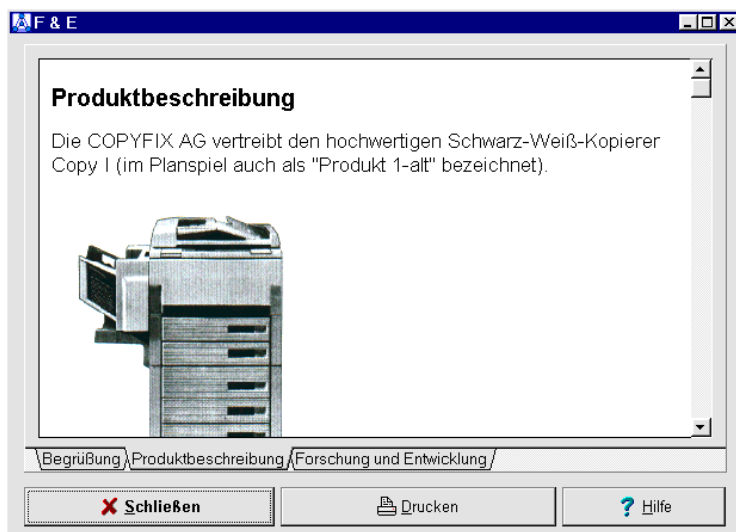 F & E
Produktbeschreibung
Die COPYFIX AG vertreibt den hochwertigen Schwarz-Weiß-Kopierer
Copy I (im Planspiel auch als "Produkt 1-alt" bezeichnet).
Begrüßung Produktbeschreibung Forschung und Entwicklung
Schließen Drucken Hilfe